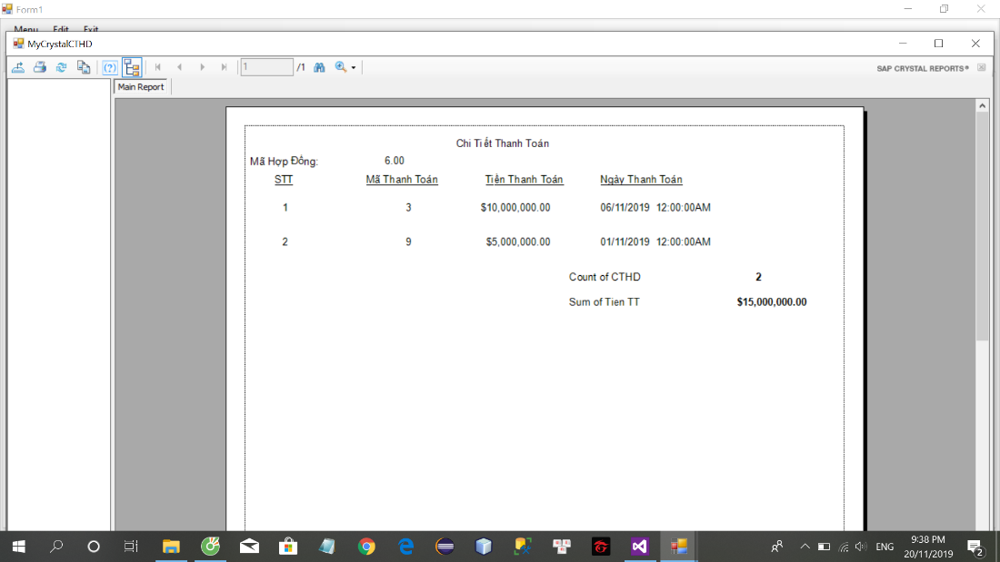 Form1
Menu Edit Exit
MyCrystalCTHD
1 /1
SAP CRYSTAL REPORTS®
Main Report
Chi Tiết Thanh Toán
Mã Hợp Đồng: 6.00
STT Mã Thanh Toán Tiền Thanh Toán Ngày Thanh Toán
1 3 $10,000,000.00 06/11/2019 12:00:00AM
2 9 $5,000,000.00 01/11/2019 12:00:00AM
Count of CTHD 2
Sum of Tien TT $15,000,000.00
ENG
9:38 PM
20/11/2019
2